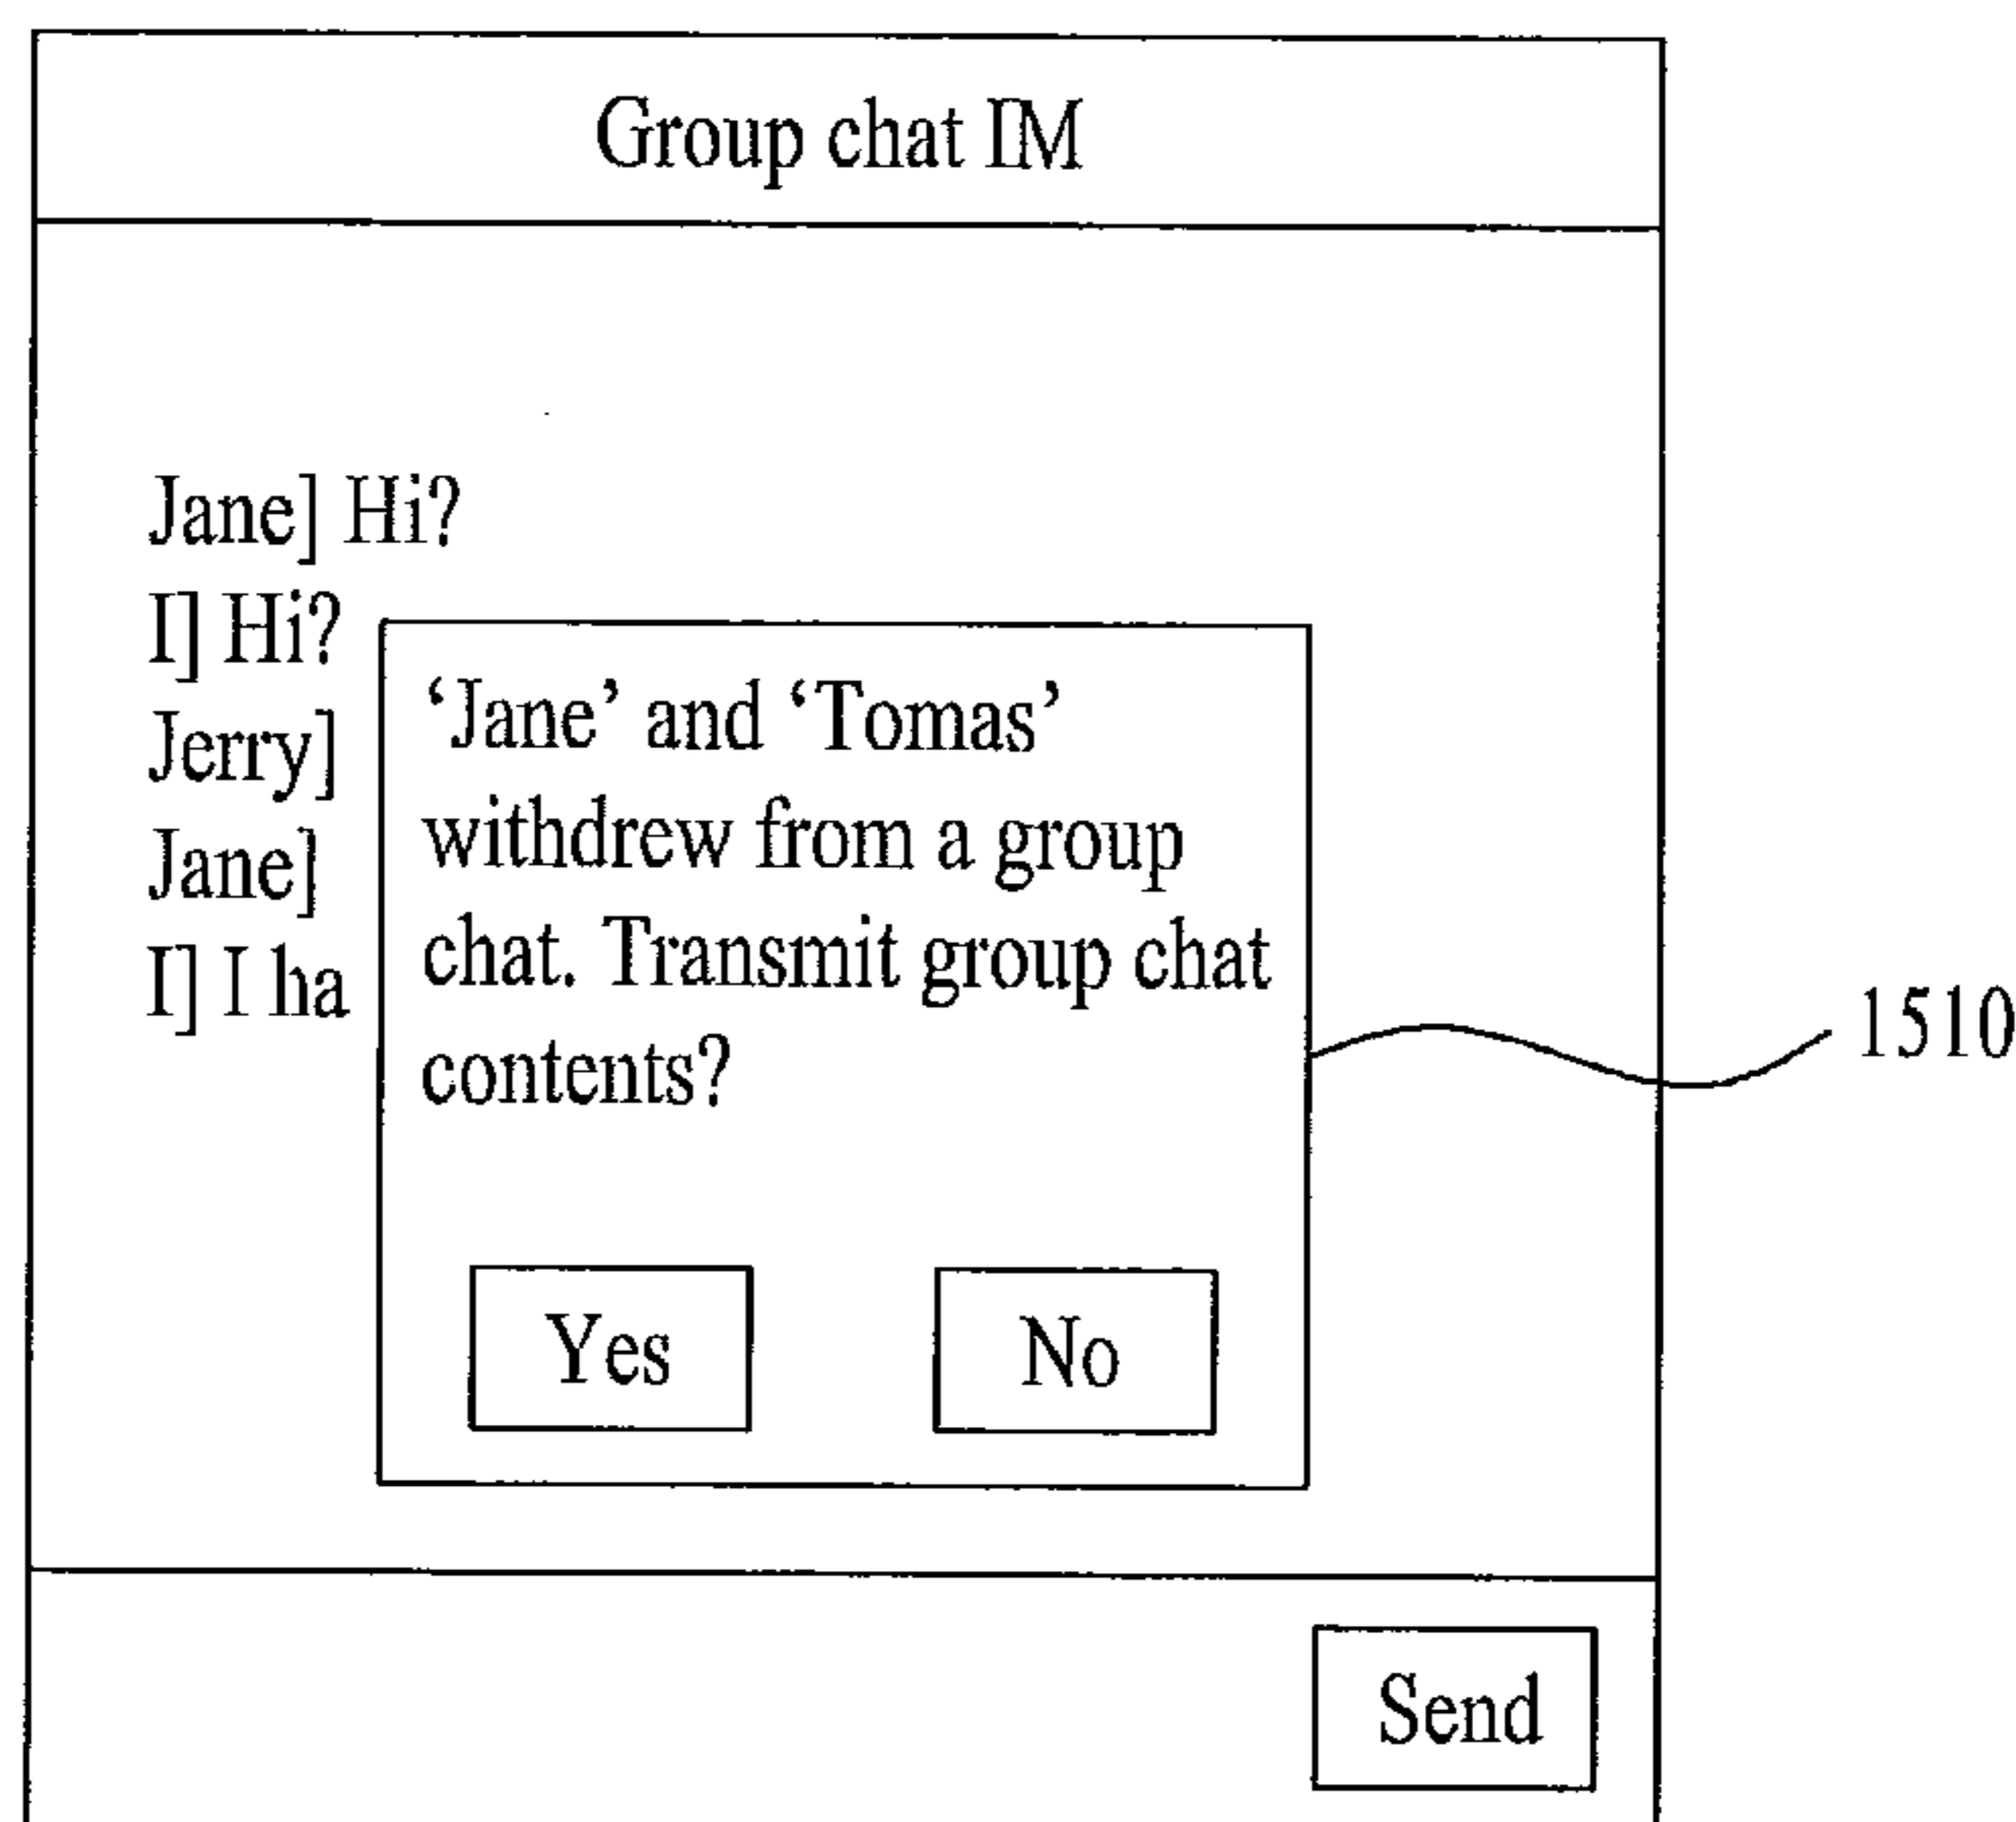 Group chat IM
Jane] Hi?
I] Hi?
Jerry]
Jane]
I] I ha
‘Jane’ and ‘Tomas’
withdrew from a group
chat. Transmit group chat
contents?
Yes No
1510
Send